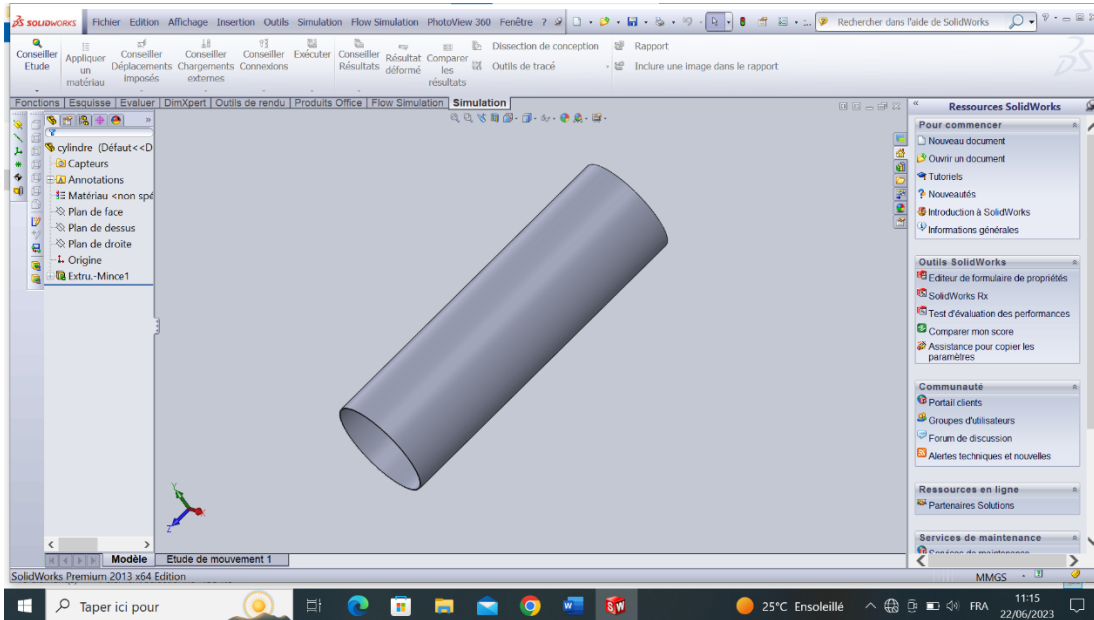 SOLIDWORKS Fichier Edition Affichage Insertion Outils Simulation Flow Simulation PhotoView 360 Fenêtre ? Rechercher dans l'aide de SolidWorks
Conseiller Etude
Appliquer un matériau
Conseiller Déplacements imposés
Conseiller Chargements externes
Conseiller Connexions
Exécuter
Conseiller Résultats
Résultat déformé
Comparer les résultats
Dissection de conception
Outils de tracé
Rapport
Inclure une image dans le rapport
Fonctions Esquisse Evaluer DimXpert Outils de rendu Produits Office Flow Simulation Simulation
cylindre (Défaut<<D
Capteurs
Annotations
Matériau <non spé
Plan de face
Plan de dessus
Plan de droite
Origine
Extru.-Mince1
Y
Z
Ressources SolidWorks
Pour commencer
Nouveau document
Ouvrir un document
Tutoriels
Nouveautés
Introduction à SolidWorks
Informations générales
Outils SolidWorks
Editeur de formulaire de propriétés
SolidWorks Rx
Test d'évaluation des performances
Comparer mon score
Assistance pour copier les
paramètres
Communauté
Portail clients
Groupes d'utilisateurs
Forum de discussion
Alertes techniques et nouvelles
Ressources en ligne
Partenaires Solutions
Services de maintenance
Modèle Etude de mouvement 1
SolidWorks Premium 2013 x64 Edition
MMGS
Taper ici pour
25°C Ensoleillé
FRA
11:15
22/06/2023